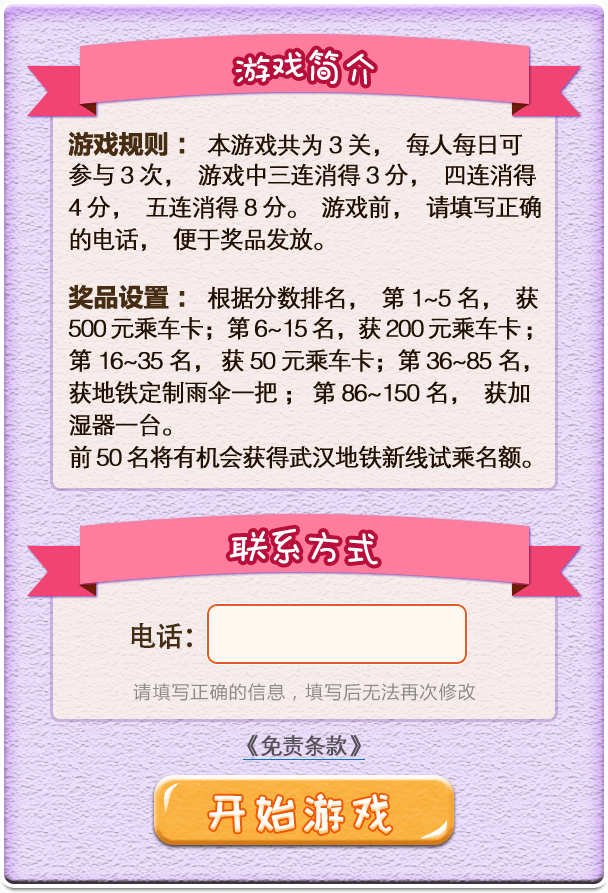 游戏简介
游戏规则： 本游戏共为3关， 每人每日可
参与3次， 游戏中三连消得3分， 四连消得
4分， 五连消得8分。 游戏前， 请填写正确
的电话， 便于奖品发放。
奖品设置： 根据分数排名， 第1~5名， 获
500元乘车卡；第6~15名，获200元乘车卡；
第16~35名，获50元乘车卡；第36~85名，
获地铁定制雨伞一把； 第86~150名， 获加
湿器一台。
前50名将有机会获得武汉地铁新线试乘名额。
联系方式
电话：
请填写正确的信息，填写后无法再次修改
《免责条款》
开始游戏